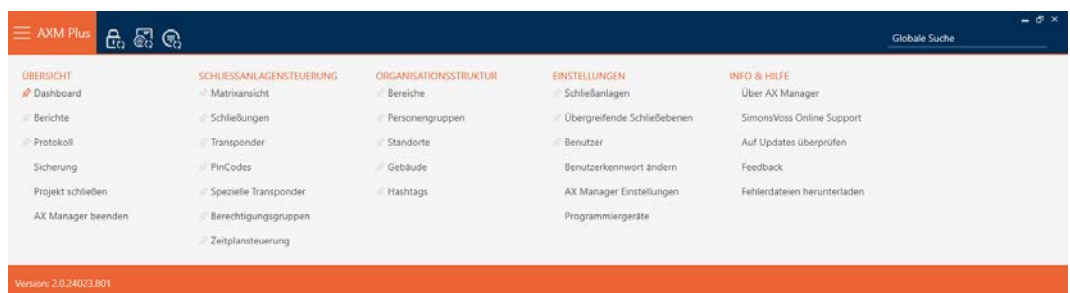 AXM Plus
Globale Suche
ÜBERSICHT
Dashboard
Berichte
Protokoll
Sicherung
Projekt schließen
AX Manager beenden
SCHLIESSANLAGENSTEUERUNG
Matrixansicht
Schließungen
Transponder
PinCodes
Spezielle Transponder
Berechtigungsgruppen
Zeitplansteuerung
ORGANISATIONSSTRUKTUR
Bereiche
Personengruppen
Standorte
Gebäude
Hashtags
EINSTELLUNGEN
Schließanlagen
Übergreifende Schließebenen
Benutzer
Benutzerkennwort ändern
AX Manager Einstellungen
Programmiergeräte
INFO & HILFE
Über AX Manager
SimonsVoss Online Support
Auf Updates überprüfen
Feedback
Fehlerdateien herunterladen
Version: 2.0.24023.801